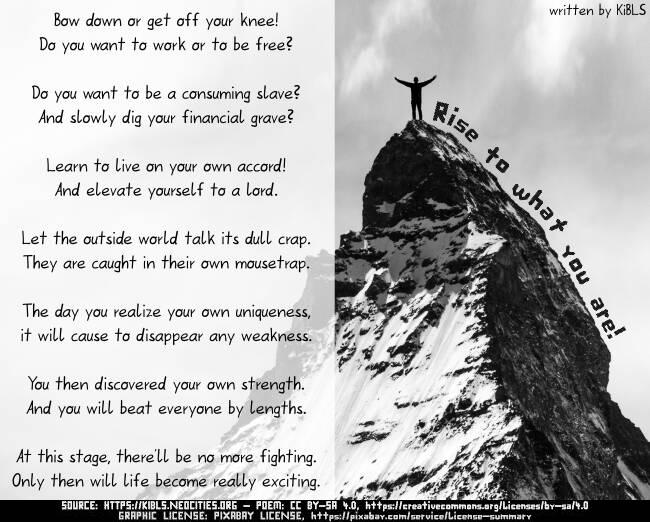 written by KiBLS
Bow down or get off your knee!
Do you want to work or to be free?
Do you want to be a consuming slave?
And slowly dig your financial grave?
Learn to live on your own accord!
And elevate yourself to a lord.
Let the outside world talk its dull crap.
They are caught in their own mousetrap.
The day you realize your own uniqueness,
it will cause to disappear any weakness.
You then discovered your own strength.
And you will beat everyone by lengths.
At this stage, there'll be no more fighting.
Only then will life become really exciting.
Rise to what you are!
SOURCE: HTTPS://KIBLS.NEOCITIES.ORG - POEM: CC BY-SA 4.0, https://creativecommons.org/licenses/by-sa/4.0
GRAPHIC LICENSE: PIXABAY LICENSE, https://pixabay.com/service/license-summary